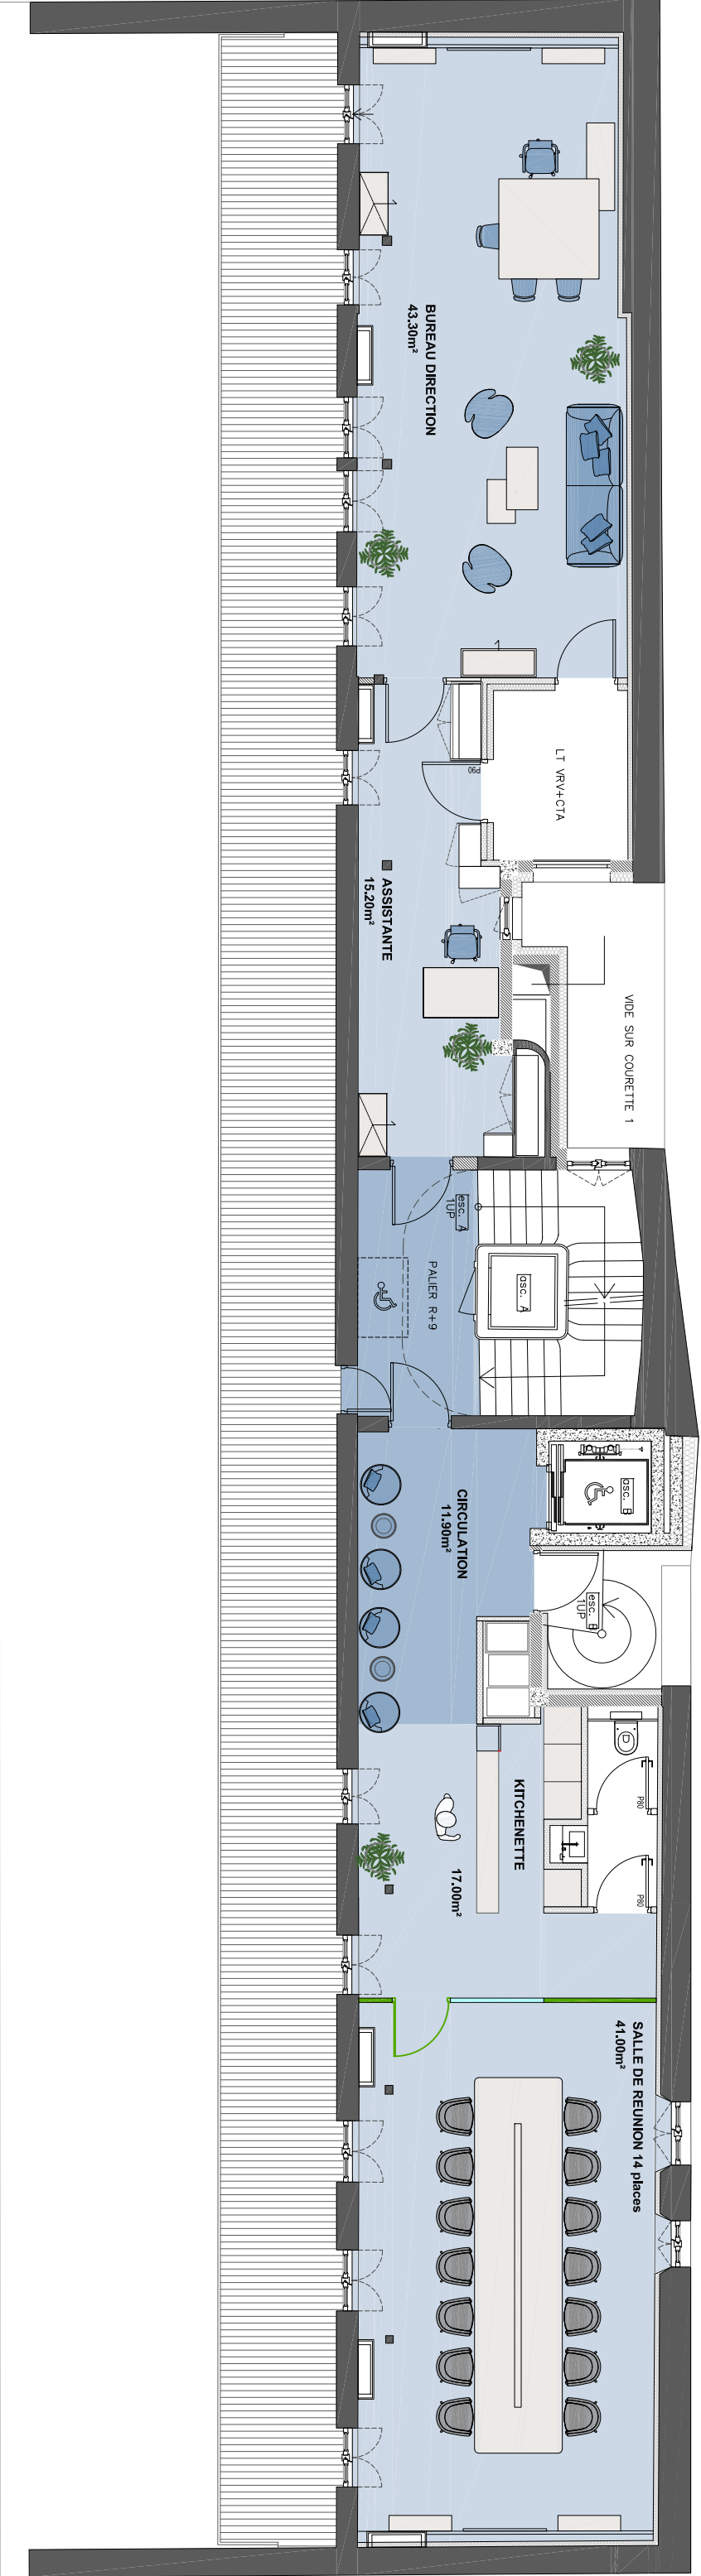 BUREAU DIRECTION
43.30m²
LT VRV+CTA
P90
ASSISTANTE
15.20m²
VIDE SUR COURETTE 1
esc. A
1UP
asc. A
PALIER R+9
CIRCULATION
11.90m²
asc. B
esc. B
1UP
KITCHENETTE
17.00m²
P80
P80
SALLE DE REUNION 14 places
41.00m²